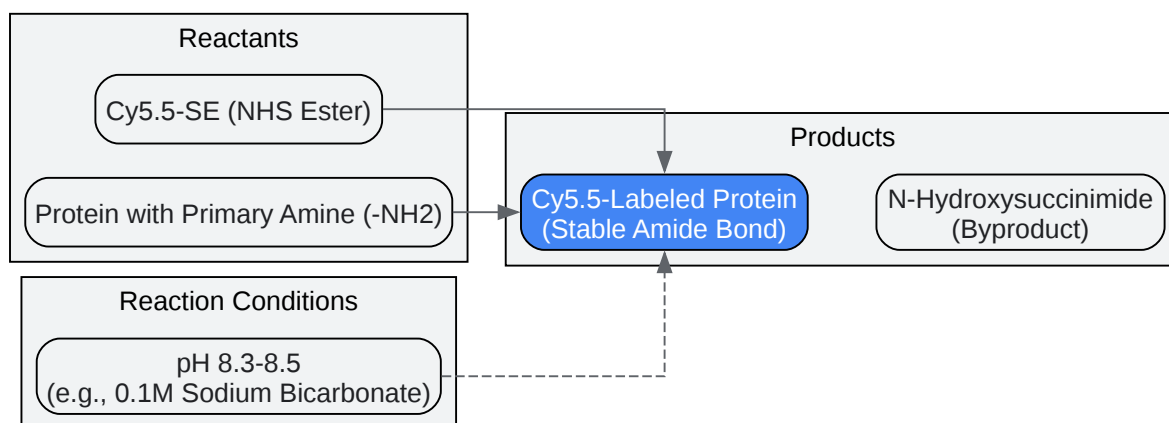 Reactants
Cy5.5-SE (NHS Ester)
Protein with Primary Amine (-NH2)
Products
Cy5.5-Labeled Protein
(Stable Amide Bond)
N-Hydroxysuccinimide
(Byproduct)
Reaction Conditions
pH 8.3-8.5
(e.g., 0.1M Sodium Bicarbonate)